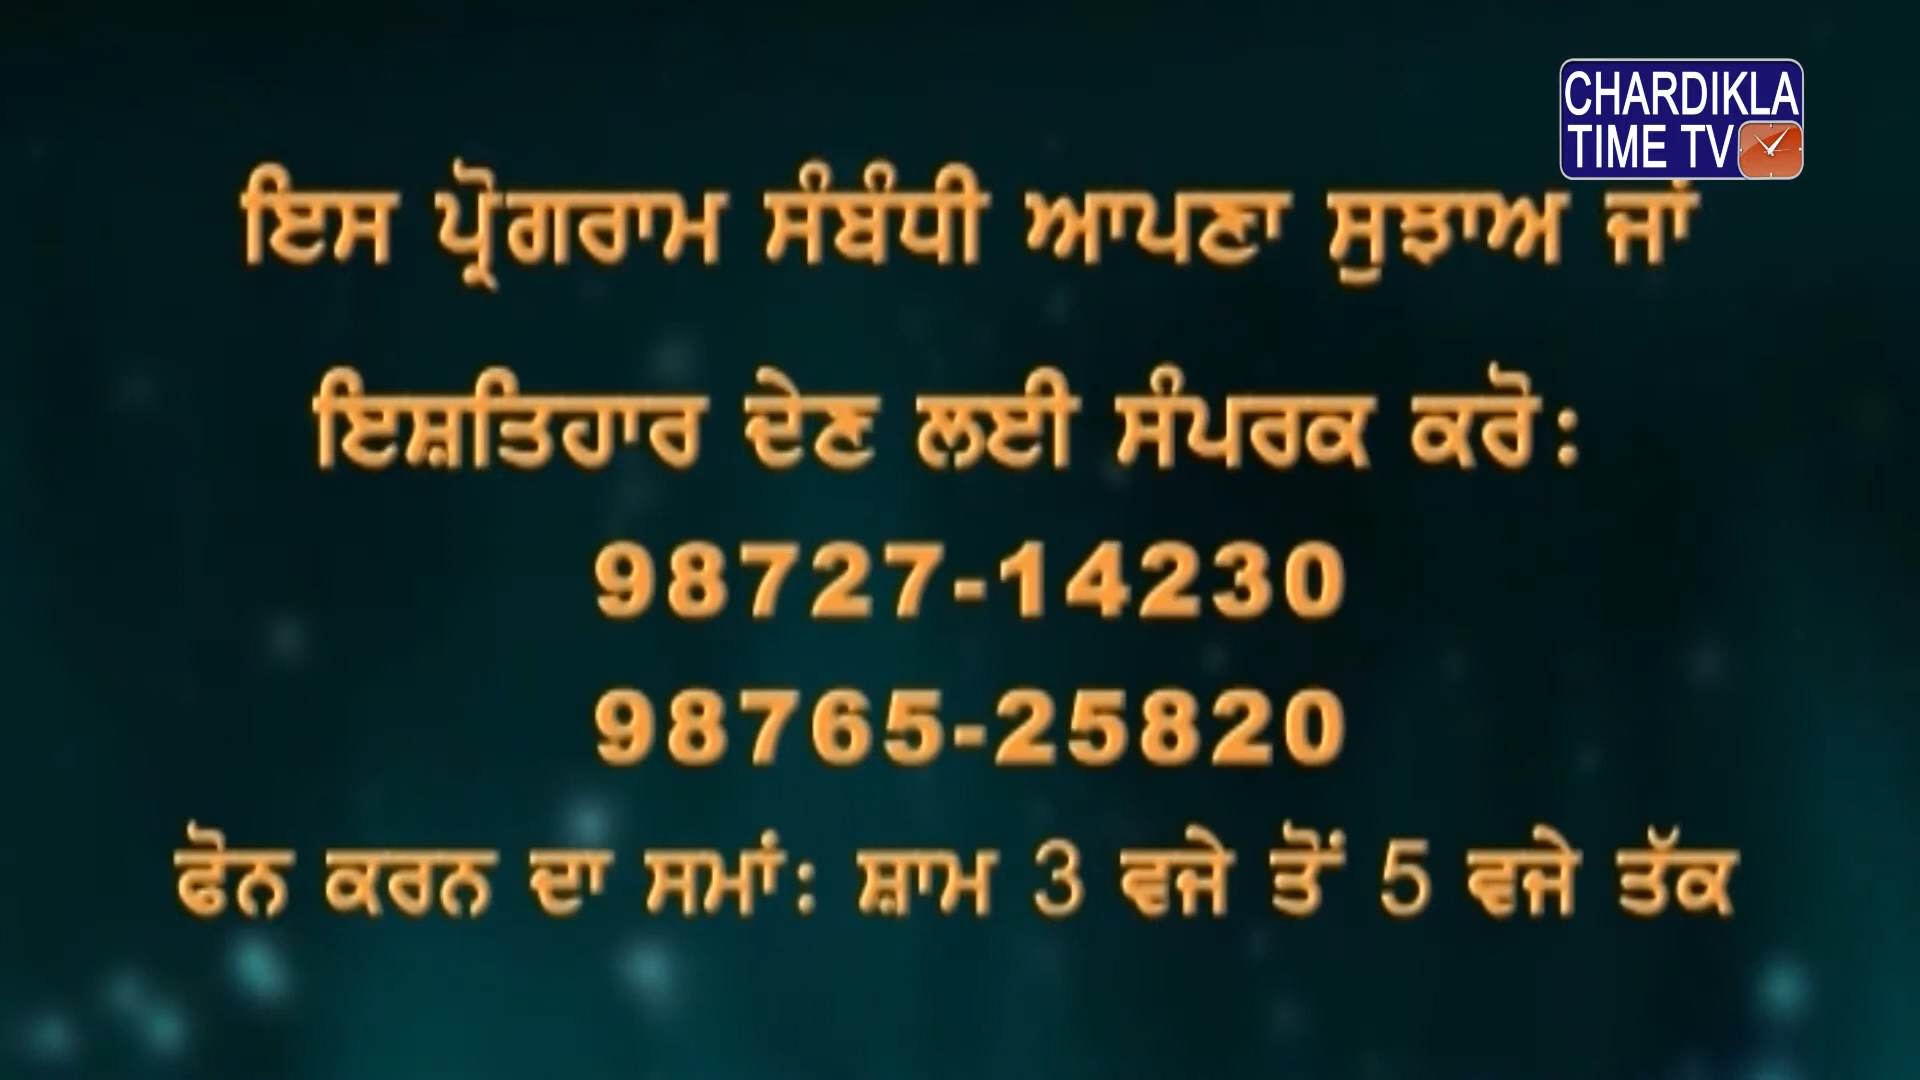 CHARDIKLA
TIME TV
ਇਸ ਪ੍ਰੋਗਰਾਮ ਸੰਬੰਧੀ ਆਪਣਾ ਸੁਝਾਅ ਜਾਂ
ਇਸ਼ਤਿਹਾਰ ਦੇਣ ਲਈ ਸੰਪਰਕ ਕਰੋ:
98727-14230
98765-25820
ਫੋਨ ਕਰਨ ਦਾ ਸਮਾਂ: ਸ਼ਾਮ 3 ਵਜੇ ਤੋਂ 5 ਵਜੇ ਤੱਕ